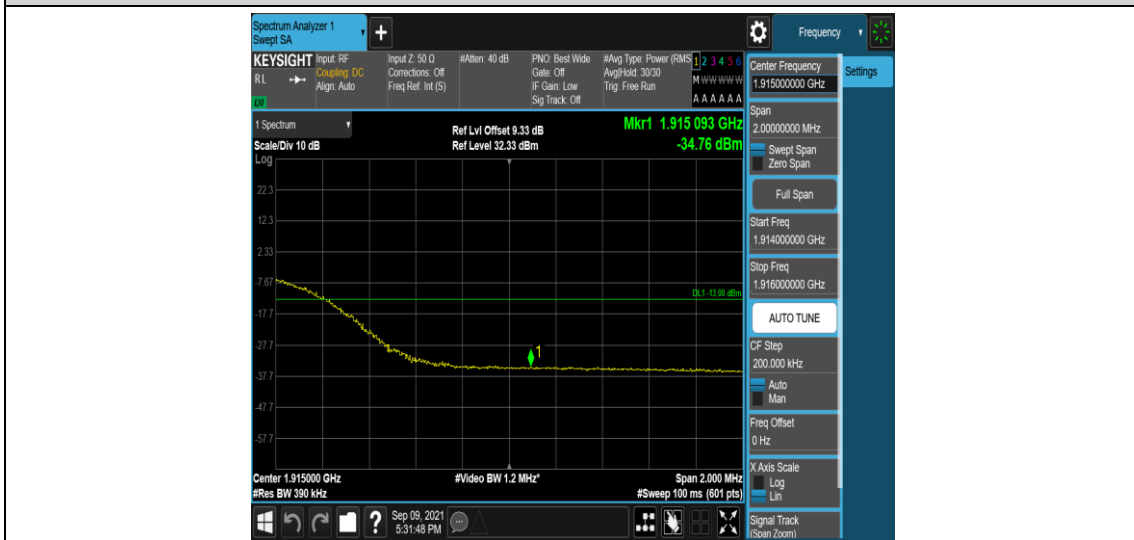 Spectrum Analyzer 1
Swept SA
+
Frequency
KEYSIGHT
RL
LNI
Input: RF
Coupling: DC
Align: Auto
Input Z: 50 Ω
Corrections: Off
Freq Ref: Int (S)
#Atten: 40 dB
PNO: Best Wide
Gate: Off
IF Gain: Low
Sig Track: Off
#Avg Type: Power (RMS
Avg|Hold: 30/30
Trig: Free Run
1 2 3 4 5 6
M W W W W W
A A A A A A
1 Spectrum
Scale/Div 10 dB
Ref Lvl Offset 9.33 dB
Ref Level 32.33 dBm
Mkr1 1.915 093 GHz
-34.76 dBm
Log
22.3
12.3
2.33
-7.67
-17.7
-27.7
-37.7
-47.7
-57.7
DL1 -13.00 dBm
1
Center 1.915000 GHz
#Res BW 390 kHz
#Video BW 1.2 MHz*
Span 2.000 MHz
#Sweep 100 ms (601 pts)
?
Sep 09, 2021
5:31:48 PM
Center Frequency
1.915000000 GHz
Settings
Span
2.00000000 MHz
Swept Span
Zero Span
Full Span
Start Freq
1.914000000 GHz
Stop Freq
1.916000000 GHz
AUTO TUNE
CF Step
200.000 kHz
Auto
Man
Freq Offset
0 Hz
X Axis Scale
Log
Lin
Signal Track
(Span Zoom)